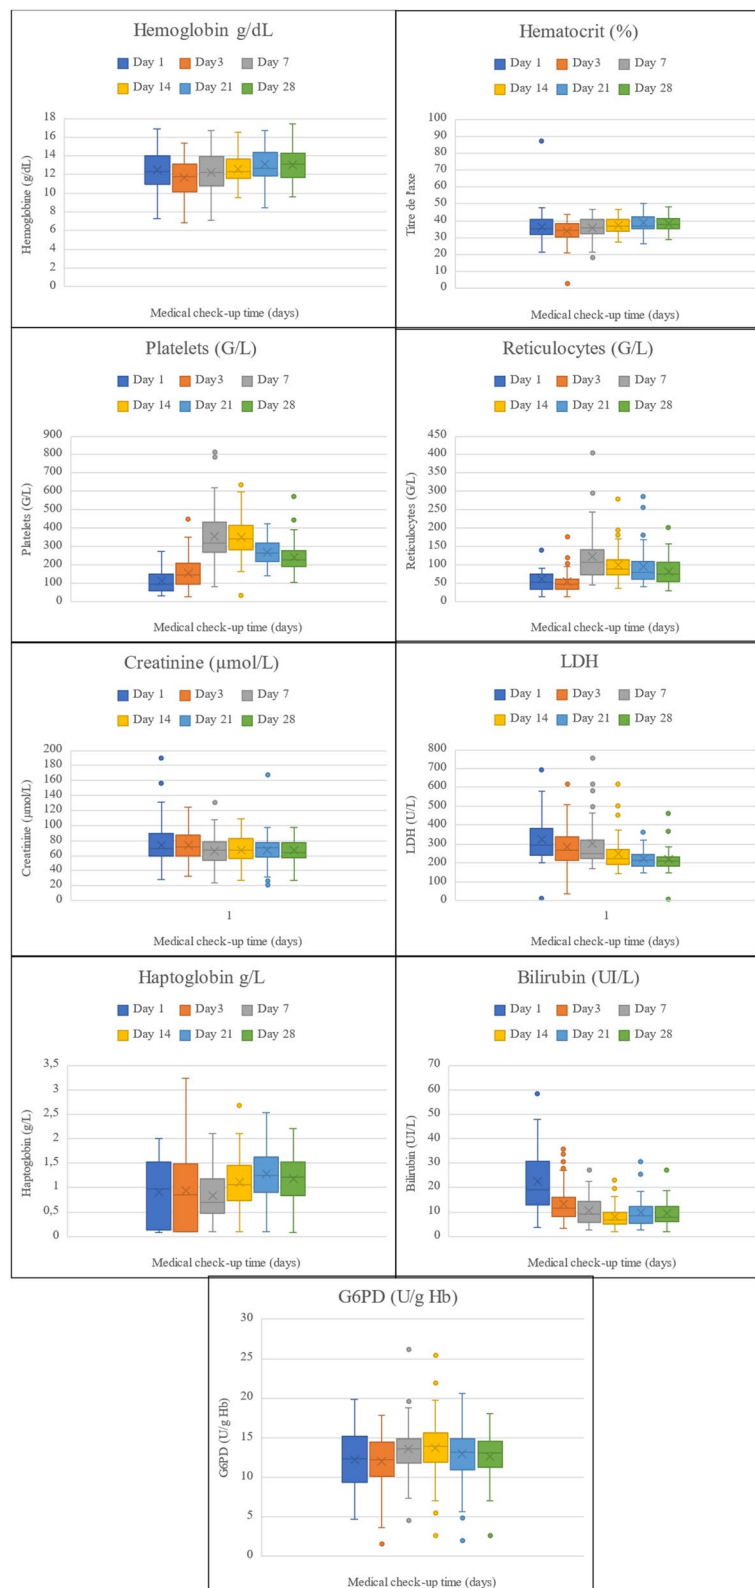 Hemoglobin g/dL
Day 1 Day3 Day 7
Day 14 Day 21 Day 28
18
16
14
12
10
8
6
4
2
0
Hemoglobine (g/dL)
Medical check-up time (days)
Hematocrit (%)
Day 1 Day3 Day 7
Day 14 Day 21 Day 28
100
90
80
70
60
50
40
30
20
10
0
Titre de l'axe
Medical check-up time (days)
Platelets (G/L)
Day 1 Day3 Day 7
Day 14 Day 21 Day 28
900
800
700
600
500
400
300
200
100
0
Platelets (G/L)
Medical check-up time (days)
Reticulocytes (G/L)
Day 1 Day3 Day 7
Day 14 Day 21 Day 28
450
400
350
300
250
200
150
100
50
0
Reticulocytes (G/L)
Medical check-up time (days)
Creatinine (µmol/L)
Day 1 Day3 Day 7
Day 14 Day 21 Day 28
200
180
160
140
120
100
80
60
40
20
0
Creatinine (µmol/L)
1
Medical check-up time (days)
LDH
Day 1 Day3 Day 7
Day 14 Day 21 Day 28
800
700
600
500
400
300
200
100
0
LDH (U/L)
1
Medical check-up time (days)
Haptoglobin g/L
Day 1 Day3 Day 7
Day 14 Day 21 Day 28
3,5
3
2,5
2
1,5
1
0,5
0
Haptoglobin (g/L)
Medical check-up time (days)
Bilirubin (UI/L)
Day 1 Day3 Day 7
Day 14 Day 21 Day 28
70
60
50
40
30
20
10
0
Bilirubin (UI/L)
Medical check-up time (days)
G6PD (U/g Hb)
Day 1 Day3 Day 7
Day 14 Day 21 Day 28
30
25
20
15
10
5
0
G6PD (U/g Hb)
Medical check-up time (days)